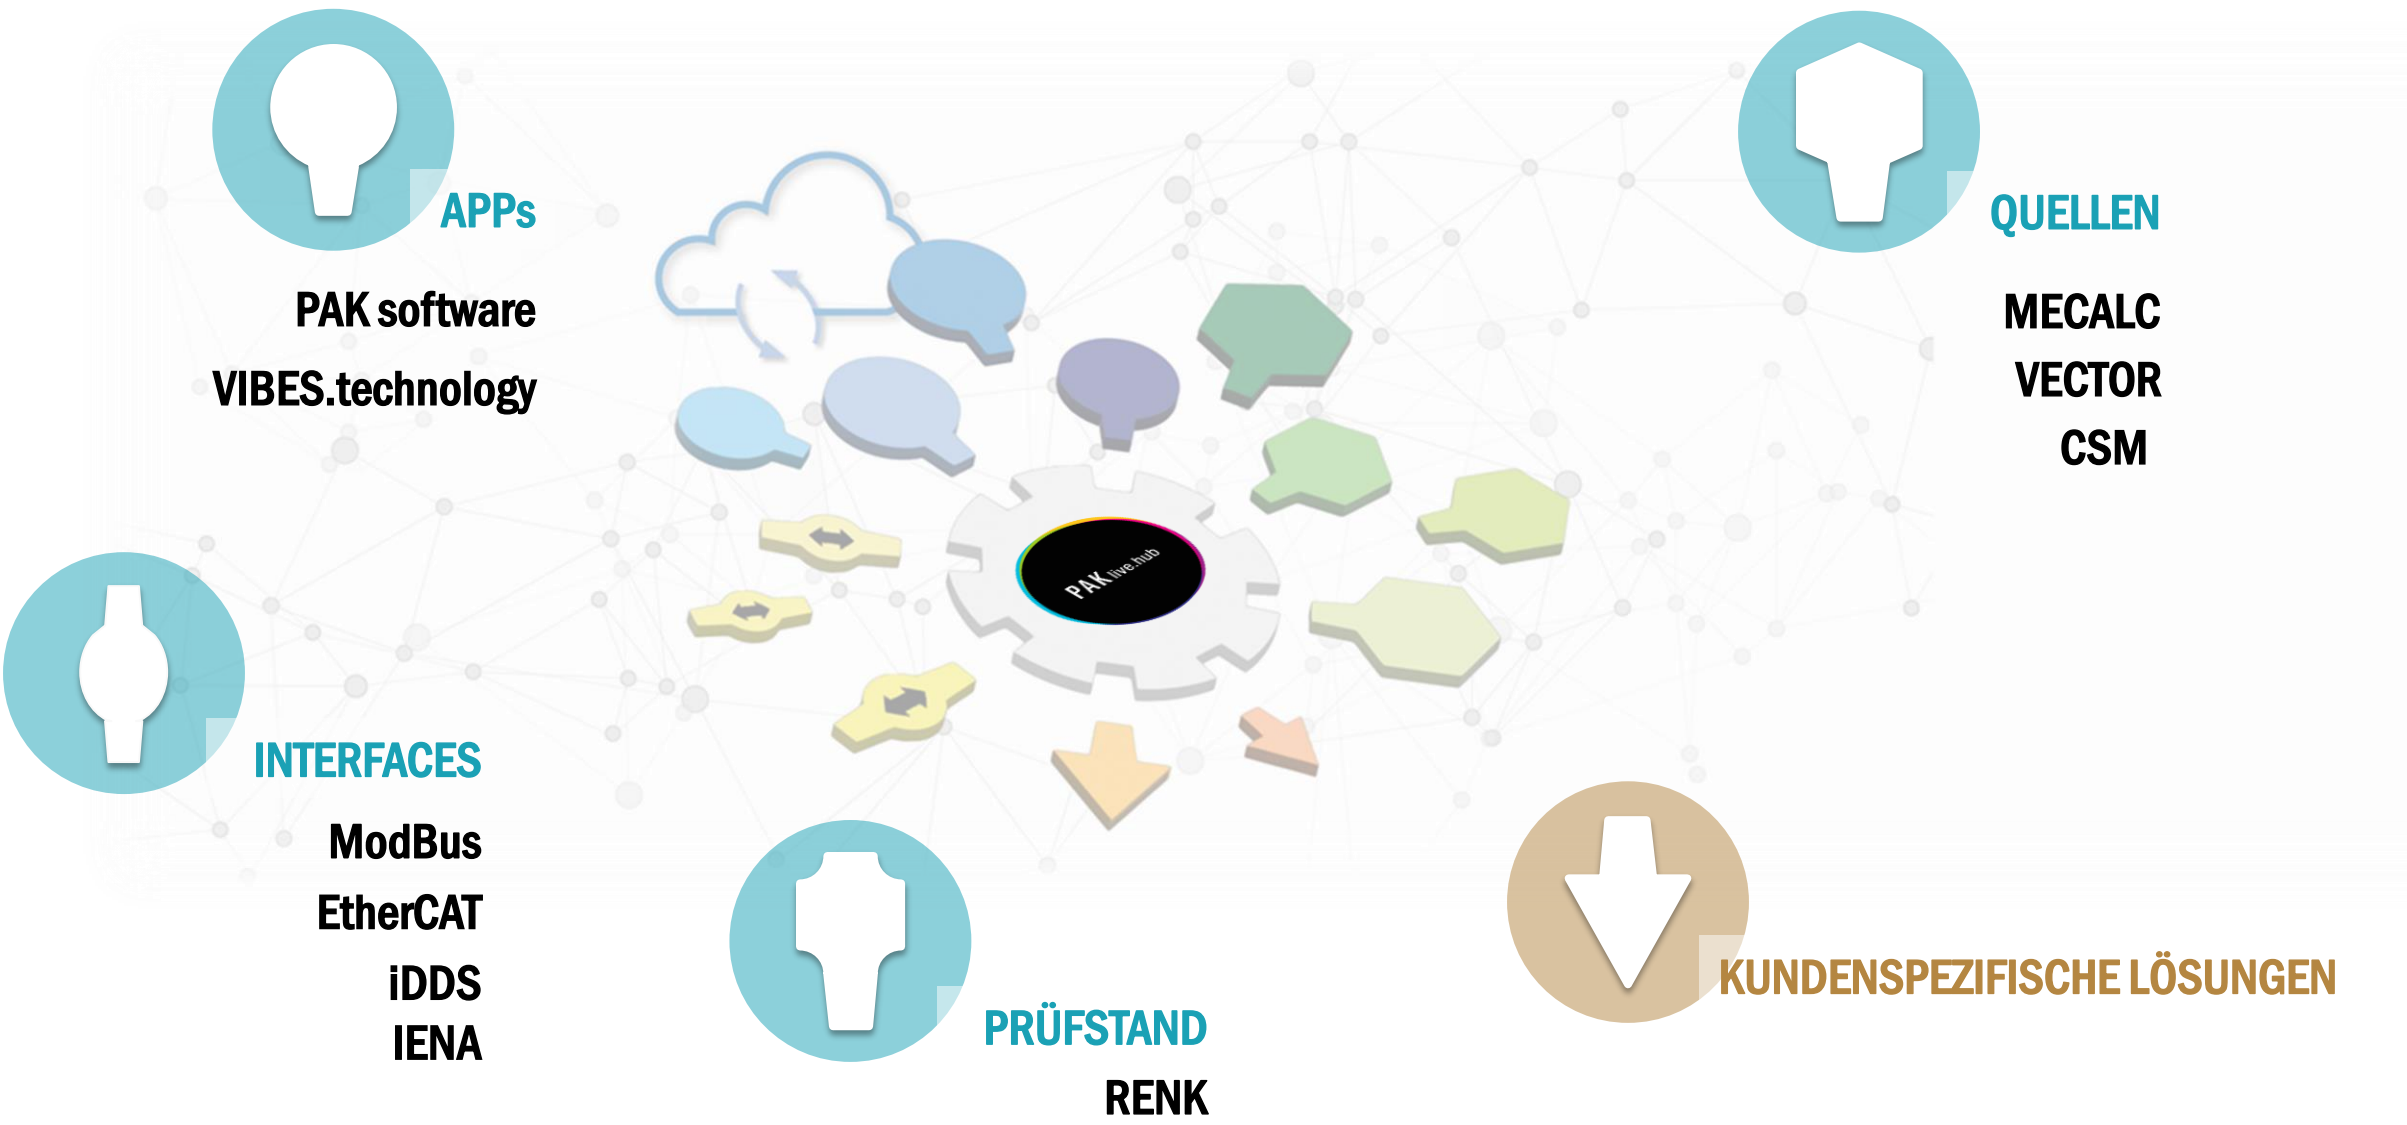 APPs
PAK software
VIBES.technology
QUELLEN
MECALC
VECTOR
CSM
PAK live.hub
INTERFACES
ModBus
EtherCAT
iDDS
IENA
PRÜFSTAND
RENK
KUNDENSPEZIFISCHE LÖSUNGEN